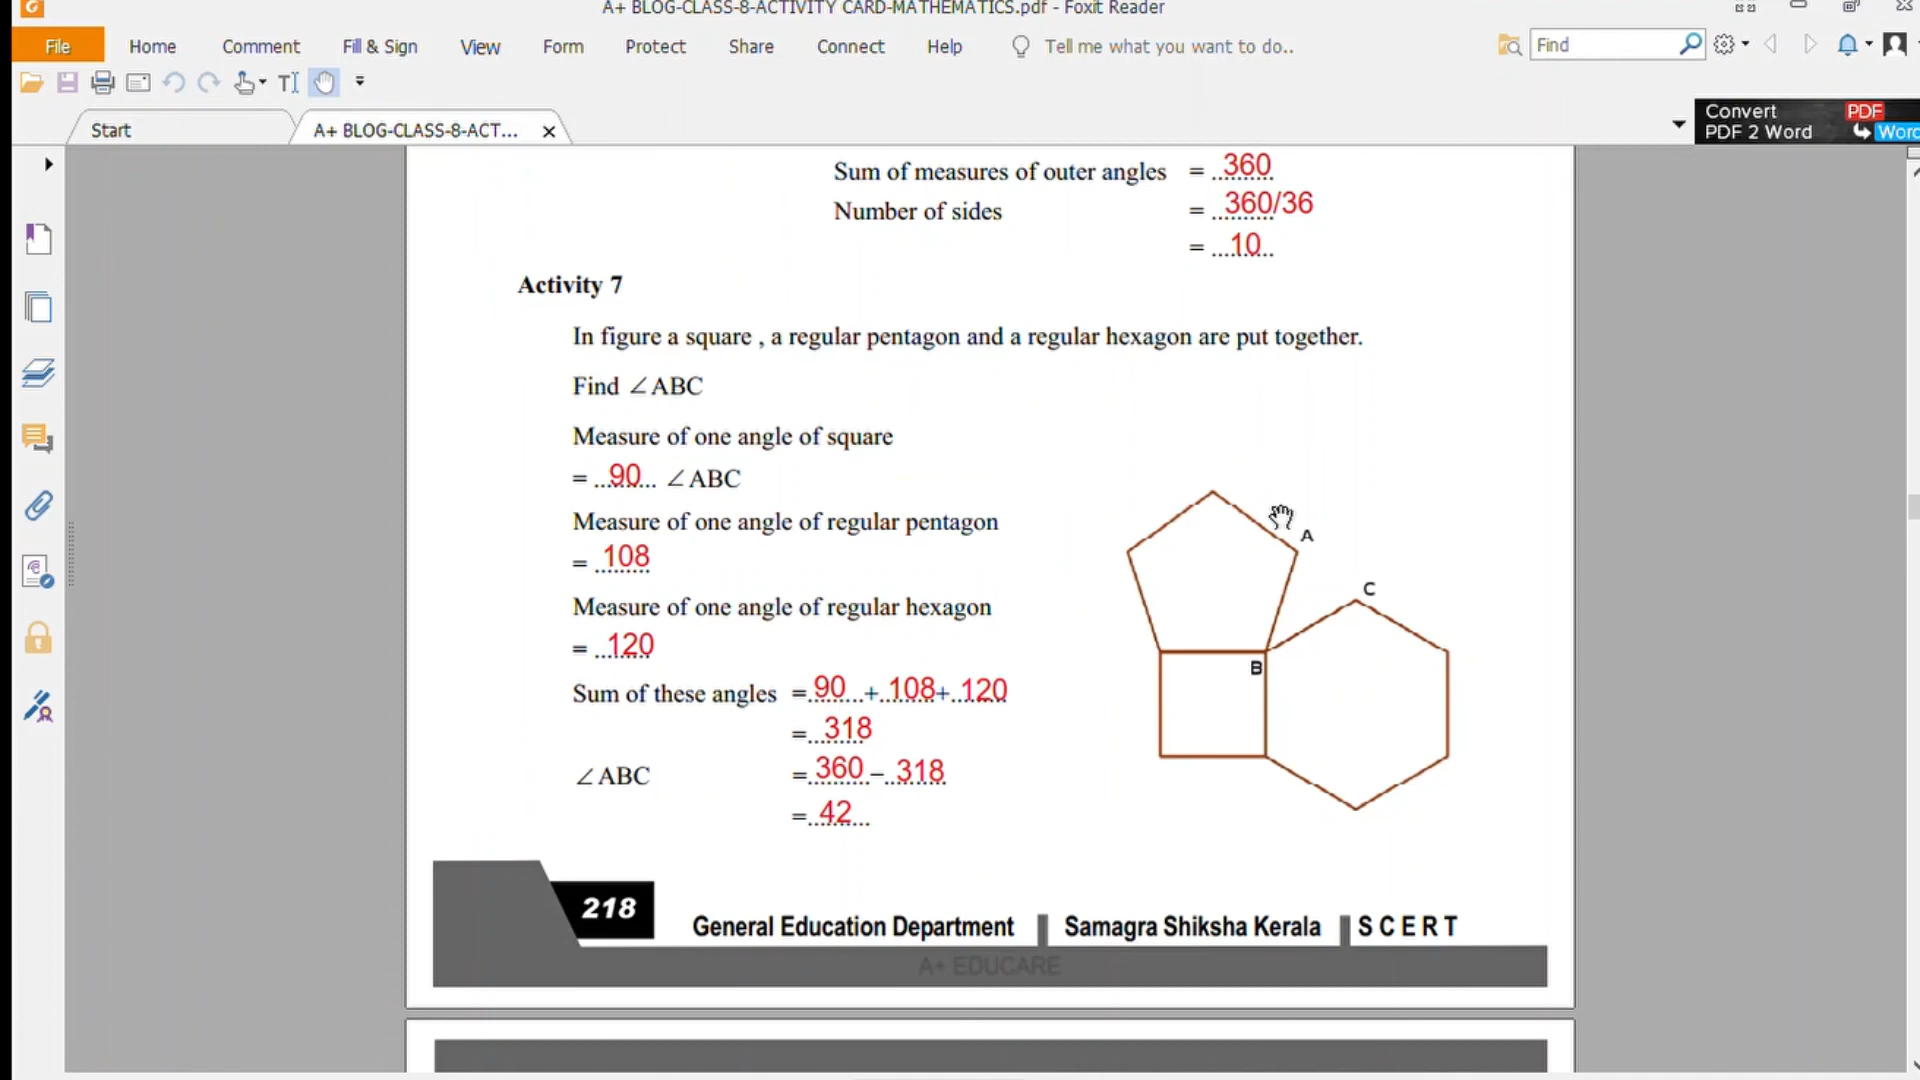 A+ BLOG-CLASS-8-ACTIVITY CARD-MATHEMATICS.pdf - Foxit Reader
File Home Comment Fill & Sign View Form Protect Share Connect Help Tell me what you want to do.. Find
Start A+ BLOG-CLASS-8-ACT... Convert PDF
PDF 2 Word Word
Sum of measures of outer angles = ..360
Number of sides = ..360/36
= ...10..
Activity 7
In figure a square , a regular pentagon and a regular hexagon are put together.
Find ∠ABC
Measure of one angle of square
= ...90... ∠ABC
Measure of one angle of regular pentagon
= ..108
Measure of one angle of regular hexagon
= ...120
Sum of these angles =.90...+.108+..120
=...318
∠ABC =.360.–..318
=..42...
A
C
B
218
General Education Department Samagra Shiksha Kerala S C E R T
A+ EDUCARE